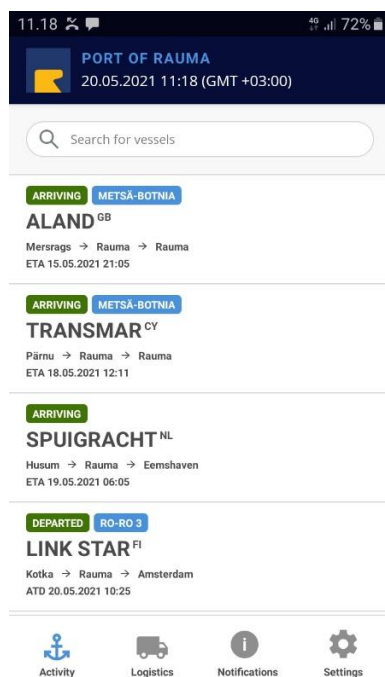 11.18 4G 72%
PORT OF RAUMA
20.05.2021 11:18 (GMT +03:00)
Search for vessels
ARRIVING METSÄ-BOTNIA
ALAND GB
Mersrags → Rauma → Rauma
ETA 15.05.2021 21:05
ARRIVING METSÄ-BOTNIA
TRANSMAR CY
Pärnu → Rauma → Rauma
ETA 18.05.2021 12:11
ARRIVING
SPUIGRACHT NL
Husum → Rauma → Eemshaven
ETA 19.05.2021 06:05
DEPARTED RO-RO 3
LINK STAR FI
Kotka → Rauma → Amsterdam
ATD 20.05.2021 10:25
Activity Logistics Notifications Settings